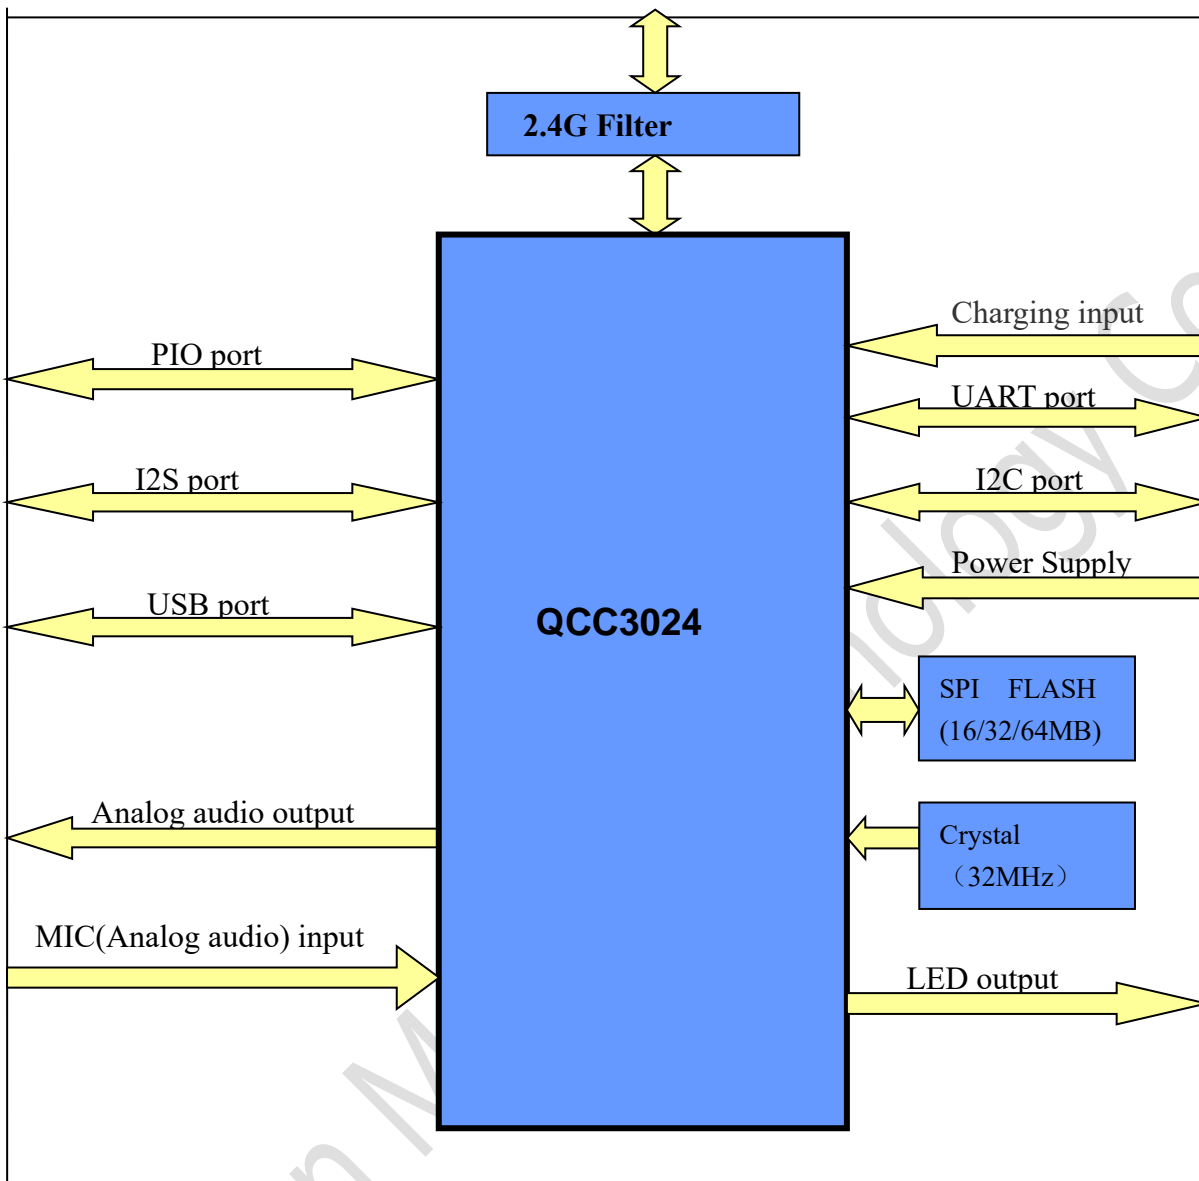 2.4G Filter
Charging input
PIO port
UART port
I2S port
I2C port
Power Supply
USB port
QCC3024
SPI FLASH
(16/32/64MB)
Analog audio output
Crystal
（32MHz）
MIC(Analog audio) input
LED output